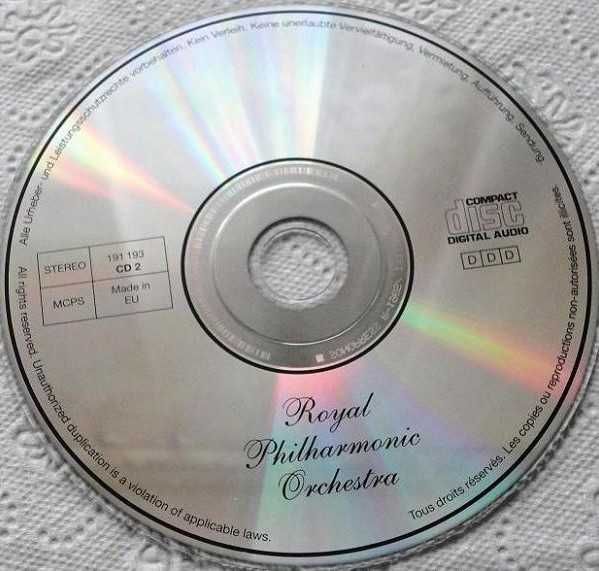 Alle Urheber- und Leistungsschutzrechte vorbehalten. Kein Verleih. Keine unerlaubte Vervielfältigung, Vermietung, Aufführung, Sendung.
COMPACT
disc
DIGITAL AUDIO
DDD
STEREO
191 193
CD 2
MCPS
Made in
EU
Royal
Philharmonic
Orchestra
All rights reserved. Unauthorized duplication is a violation of applicable laws.
Tous droits réservés. Les copies ou reproductions non-autorisées sont illicites.